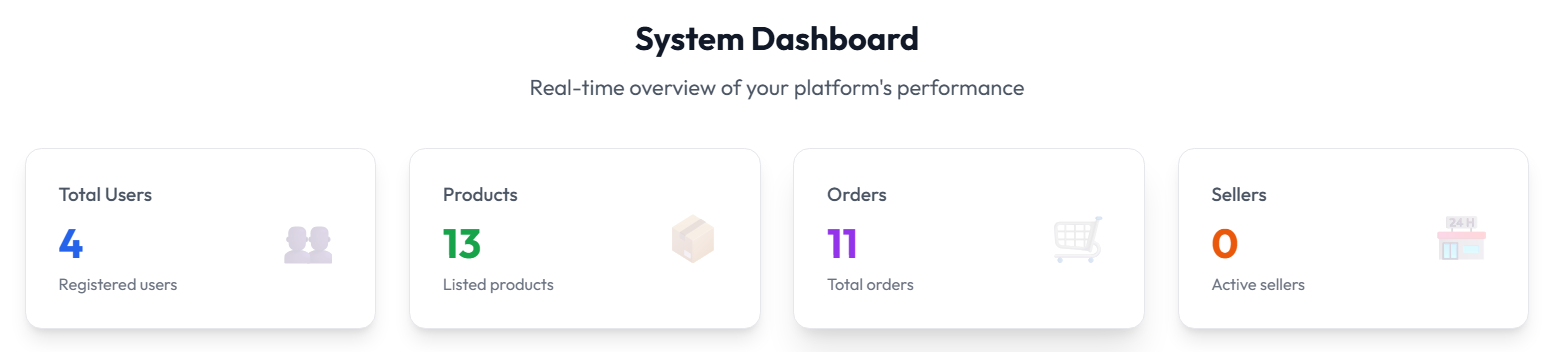 System Dashboard
Real-time overview of your platform's performance
Total Users
4
Registered users
Products
13
Listed products
Orders
11
Total orders
Sellers
0
24 H
Active sellers